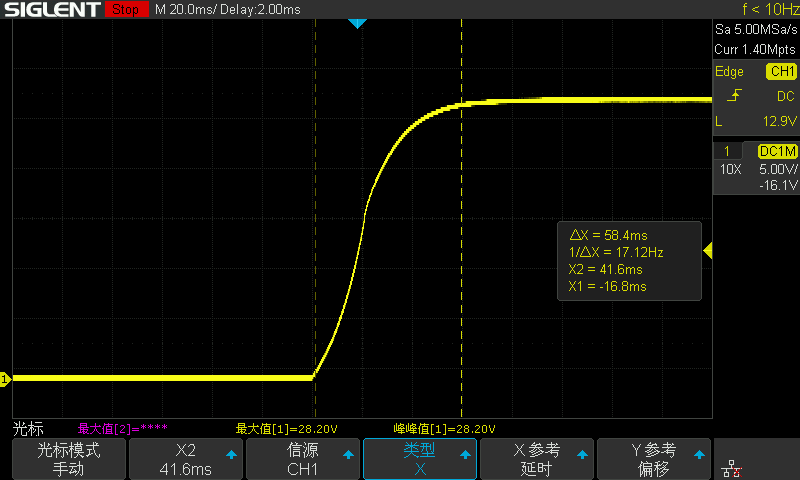 SIGLENT Stop M 20.0ms/ Delay:2.00ms f < 10Hz
Sa 5.00MSa/s
Curr 1.40Mpts
Edge CH1
DC
L 12.9V
1 DC1M
10X 5.00V/
-16.1V
△X = 58.4ms
1/△X = 17.12Hz
X2 = 41.6ms
X1 = -16.8ms
1
光标 最大值[2]=**** 最大值[1]=28.20V 峰峰值[1]=28.20V
光标模式 手动
X2 41.6ms
信源 CH1
类型 X
X参考 延时
Y参考 偏移